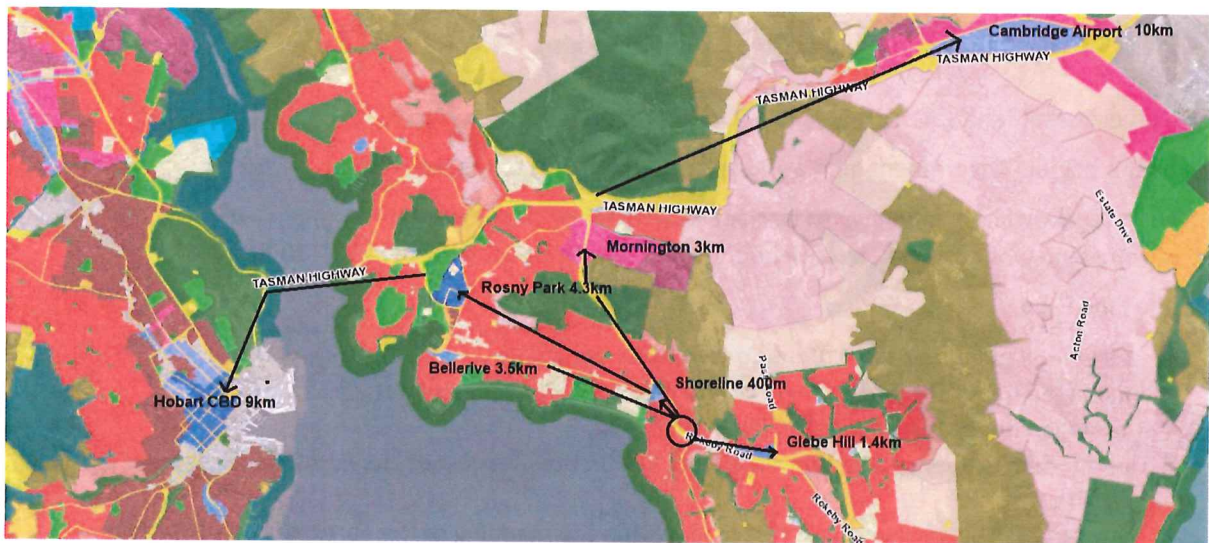 Cambridge Airport 10km
TASMAN HIGHWAY
TASMAN HIGHWAY
TASMAN HIGHWAY
Estate Drive
Mornington 3km
TASMAN HIGHWAY
Rosny Park 4.3km
Acton Road
Bellerive 3.5km
Shoreline 400m
Hobart CBD 9km
Glebe Hill 1.4km
Rokeby Road
Rokeby Road